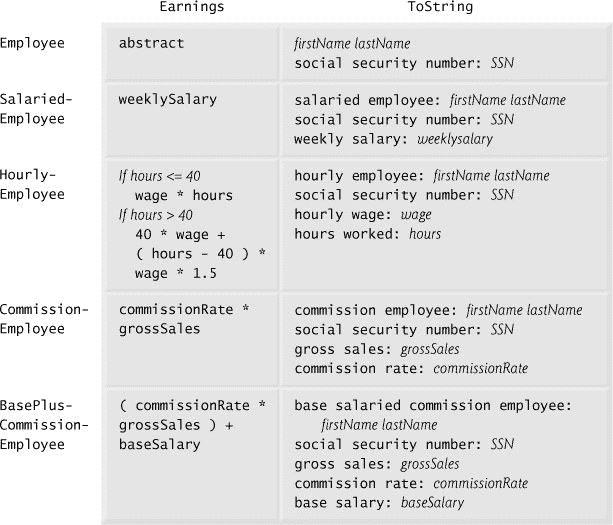 Earnings ToString
Employee abstract firstName lastName
social security number: SSN
Salaried- weeklySalary salaried employee: firstName lastName
Employee social security number: SSN
weekly salary: weeklysalary
Hourly- If hours <= 40 hourly employee: firstName lastName
Employee wage * hours social security number: SSN
If hours > 40 hourly wage: wage
40 * wage + hours worked: hours
( hours - 40 ) *
wage * 1.5
Commission- commissionRate * commission employee: firstName lastName
Employee grossSales social security number: SSN
gross sales: grossSales
commission rate: commissionRate
BasePlus- ( commissionRate * base salaried commission employee:
Commission- grossSales ) + firstName lastName
Employee baseSalary social security number: SSN
gross sales: grossSales
commission rate: commissionRate
base salary: baseSalary